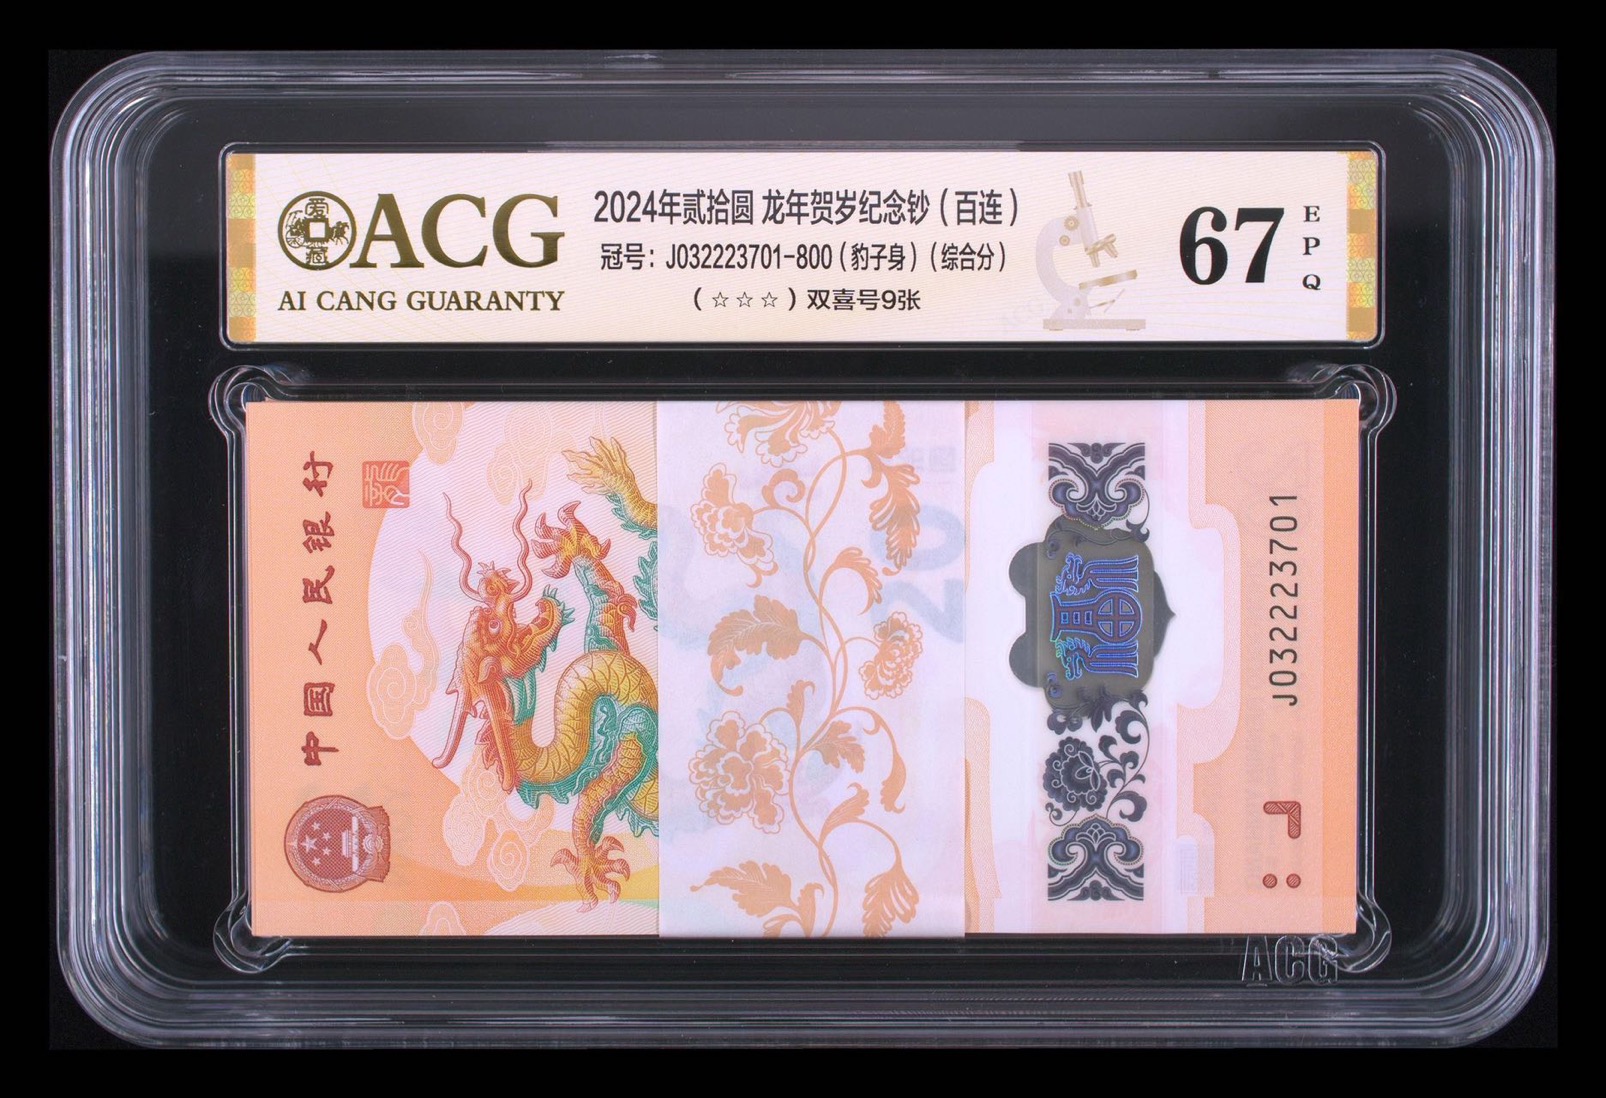 ACG
AI CANG GUARANTY
2024年贰拾圆 龙年贺岁纪念钞（百连）
冠号：J032223701-800（豹子身）（综合分）
（☆☆☆）双喜号9张
67
EPQ
中国人民银行
J032223701
ACG